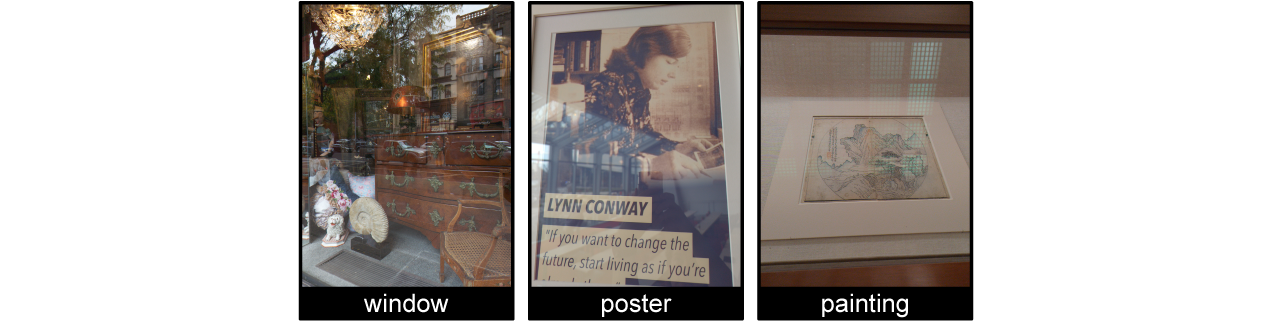 LYNN CONWAY
"If you want to change the
future, start living as if you're
window
poster
painting